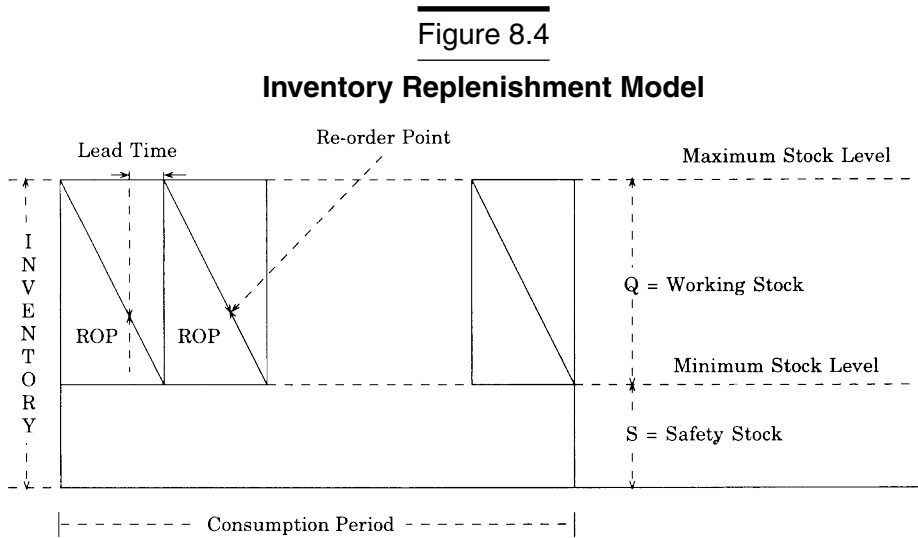 Figure 8.4
Inventory Replenishment Model
Re-order Point
Lead Time
Maximum Stock Level
INVENTORY
Q = Working Stock
ROP
ROP
Minimum Stock Level
S = Safety Stock
Consumption Period